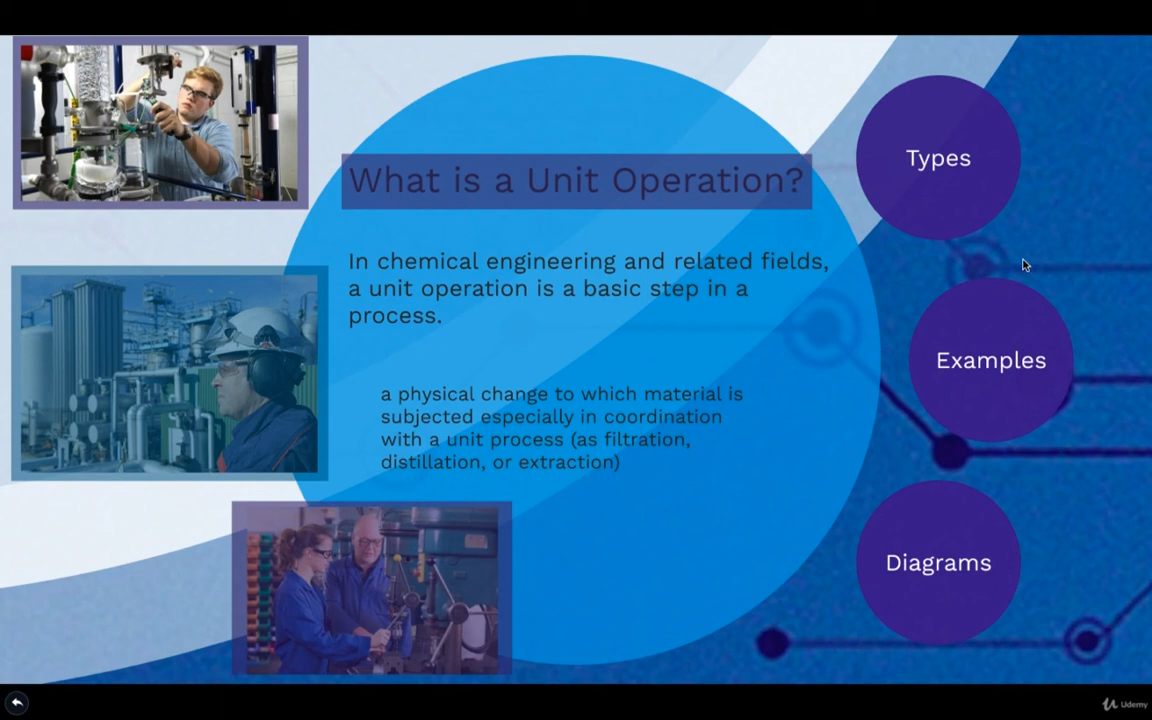 What is a Unit Operation?
In chemical engineering and related fields,
a unit operation is a basic step in a
process.
a physical change to which material is
subjected especially in coordination
with a unit process (as filtration,
distillation, or extraction)
Types
Examples
Diagrams
Udemy